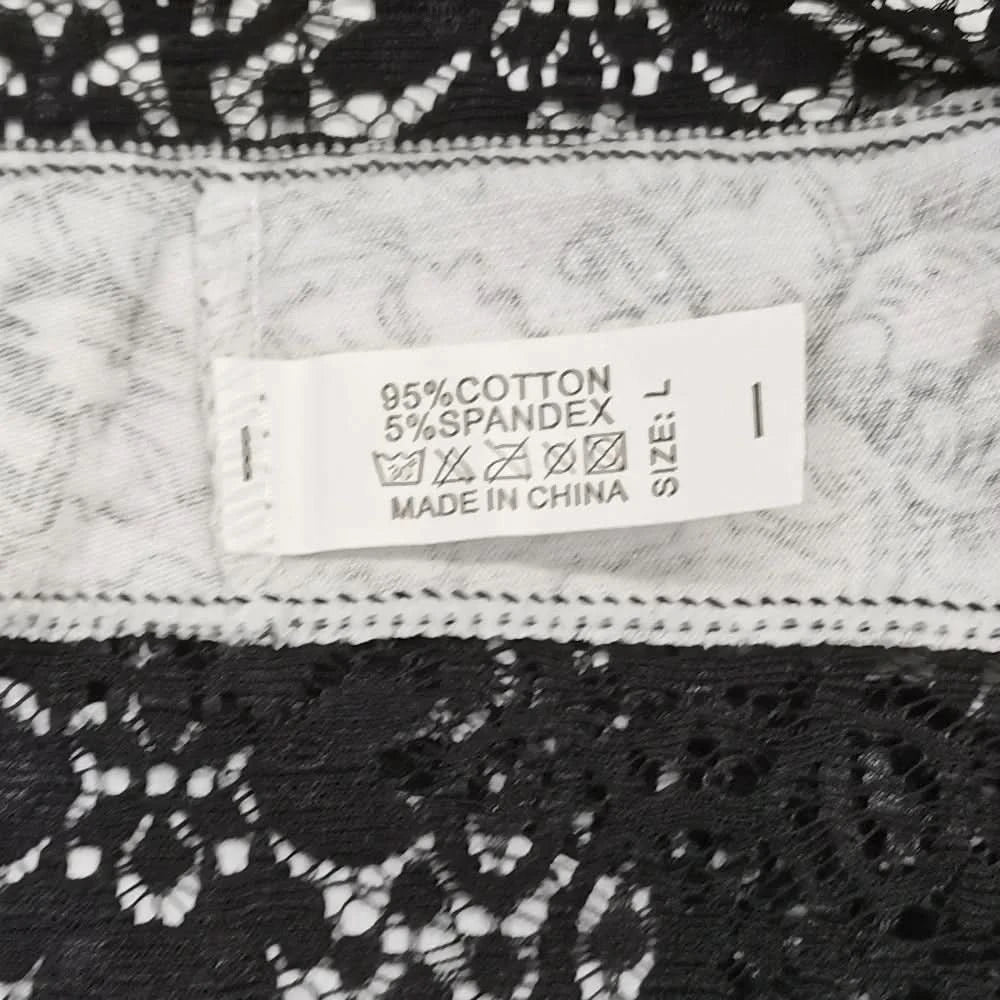 95%COTTON
5%SPANDEX
MADE IN CHINA
SIZE: L